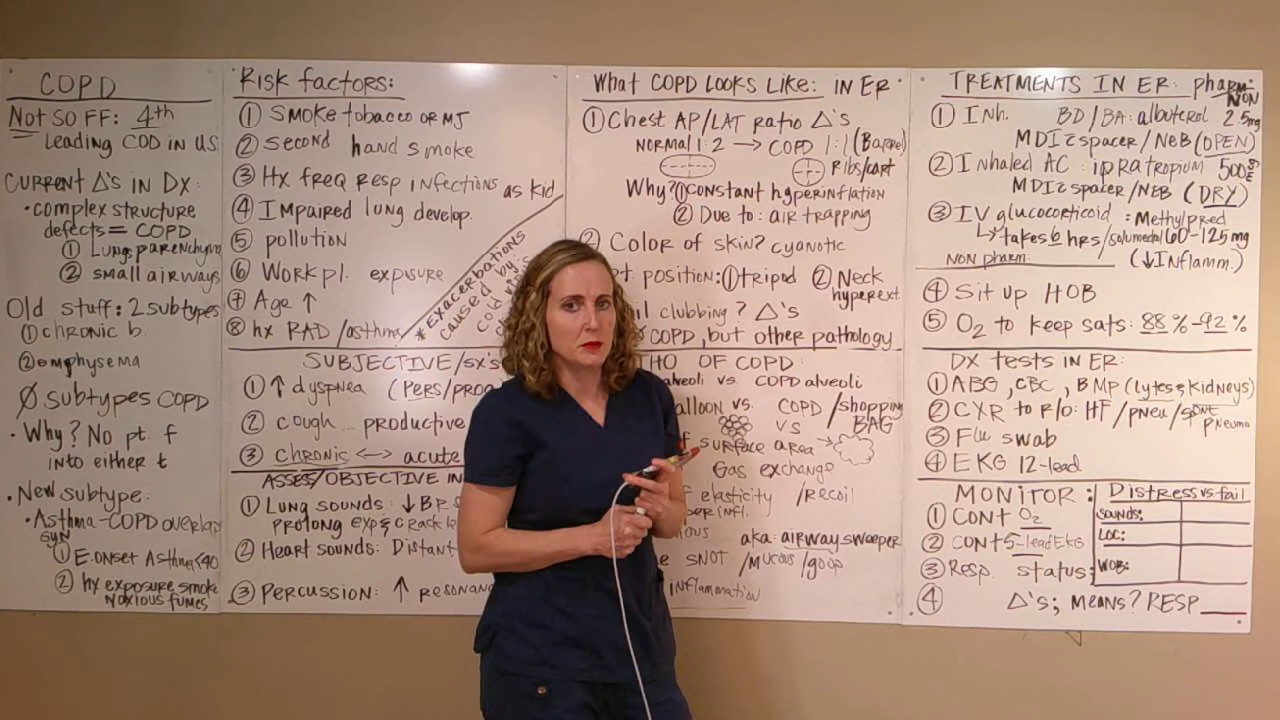 COPD
Not SO FF: 4th
Leading COD in US
Current Δ's in Dx:
• complex structure
defects = COPD
① Lung parenchyma
② small airways
Old stuff: 2 subtypes
① chronic b
② emphysema
Ø subtypes COPD
• Why? No pt. f
into either t
• New subtype:
• Asthma-COPD overlap
syn
① E. onset Asthma <40
② hx exposure smoke
noxious fumes
Risk factors:
① Smoke tobacco or MJ
② Second hand smoke
③ Hx freq resp infections as kid
④ Impaired lung develop.
⑤ pollution
⑥ Workpl. exposure
⑦ Age ↑
⑧ hx RAD/asthma
* Exacerbations
caused by:
cold
SUBJECTIVE/SX's
① ↑ dyspnea (Pers/prog
② cough ... productive
③ chronic ↔ acute
Assess/OBJECTIVE IN
① Lung sounds: ↓ BR S
prolong exp & crackle
② Heart sounds: Distant
③ Percussion: ↑ resonanc
What COPD LOOKS Like: in ER
① Chest AP/LAT ratio Δ's
normal 1:2 → COPD 1:1 (Barrel)
Ribs/cart
Why? ① constant hyperinflation
② Due to: air trapping
② Color of skin? cyanotic
pt position: ① tripod ② Neck
hyperext.
il clubbing? Δ's
COPD, but other pathology
HO OF COPD:
alveoli vs. COPD alveoli
alloon vs. COPD/shopping
vs BAG
f surface area
Gas exchange
f elasticity/recoil
er infl.
aka: airway sweeper
e snot/mucous/goop
inflammation
TREATMENTS IN ER: pharm
NON
① Inh. BD/BA: albuterol 2.5mg
MDI c̄ spacer/NEB (OPEN)
② Inhaled AC: ipratropium 500mcg
MDI c̄ spacer/NEB (DRY)
③ IV glucocorticoid: Methylpred
↳ takes 6 hrs/solumedrol 60-125 mg
NON pharm (↓ Inflamm.)
④ Sit up HOB
⑤ O₂ to keep sats: 88%-92%
DX tests in ER:
① ABG, CBC, BMP (lytes & kidneys)
② CXR to r/o: HF/pneu/spont
pneumo
③ Flu swab
④ EKG 12-lead
MONITOR:
① CONT O₂
② CONT 5-lead EKG
③ Resp. status:
Distress vs. fail
Sounds:
LOC:
WOB:
④ Δ's; means? RESP ____